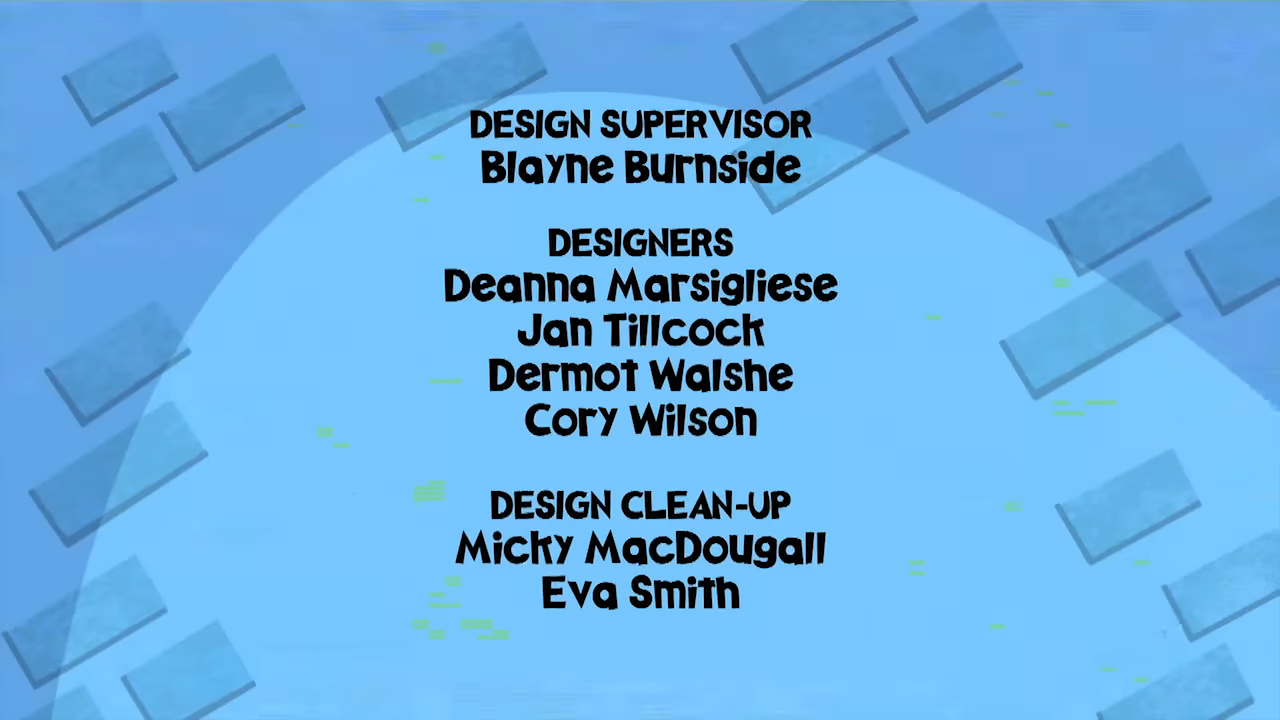 DESIGN SUPERVISOR
Blayne Burnside
DESIGNERS
Deanna Marsigliese
Jan Tillcock
Dermot Walshe
Cory Wilson
DESIGN CLEAN-UP
Micky MacDougall
Eva Smith